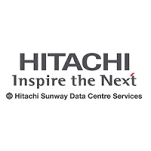 HITACHI
Inspire the Next
Hitachi Sunway Data Centre Services